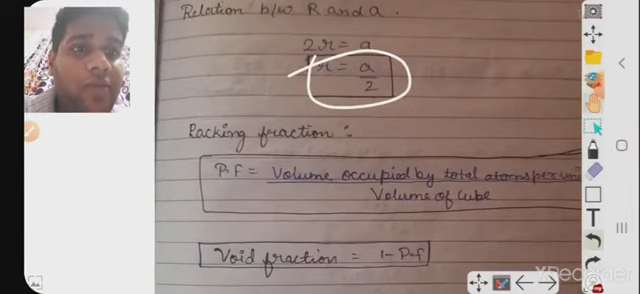 Relation b/w R and a.
2r = a
r = a/2
Packing fraction :
P.F = Volume occupied by total atoms per uni
Volume of cube
Void fraction = 1 - P.f
T
XRECORDER